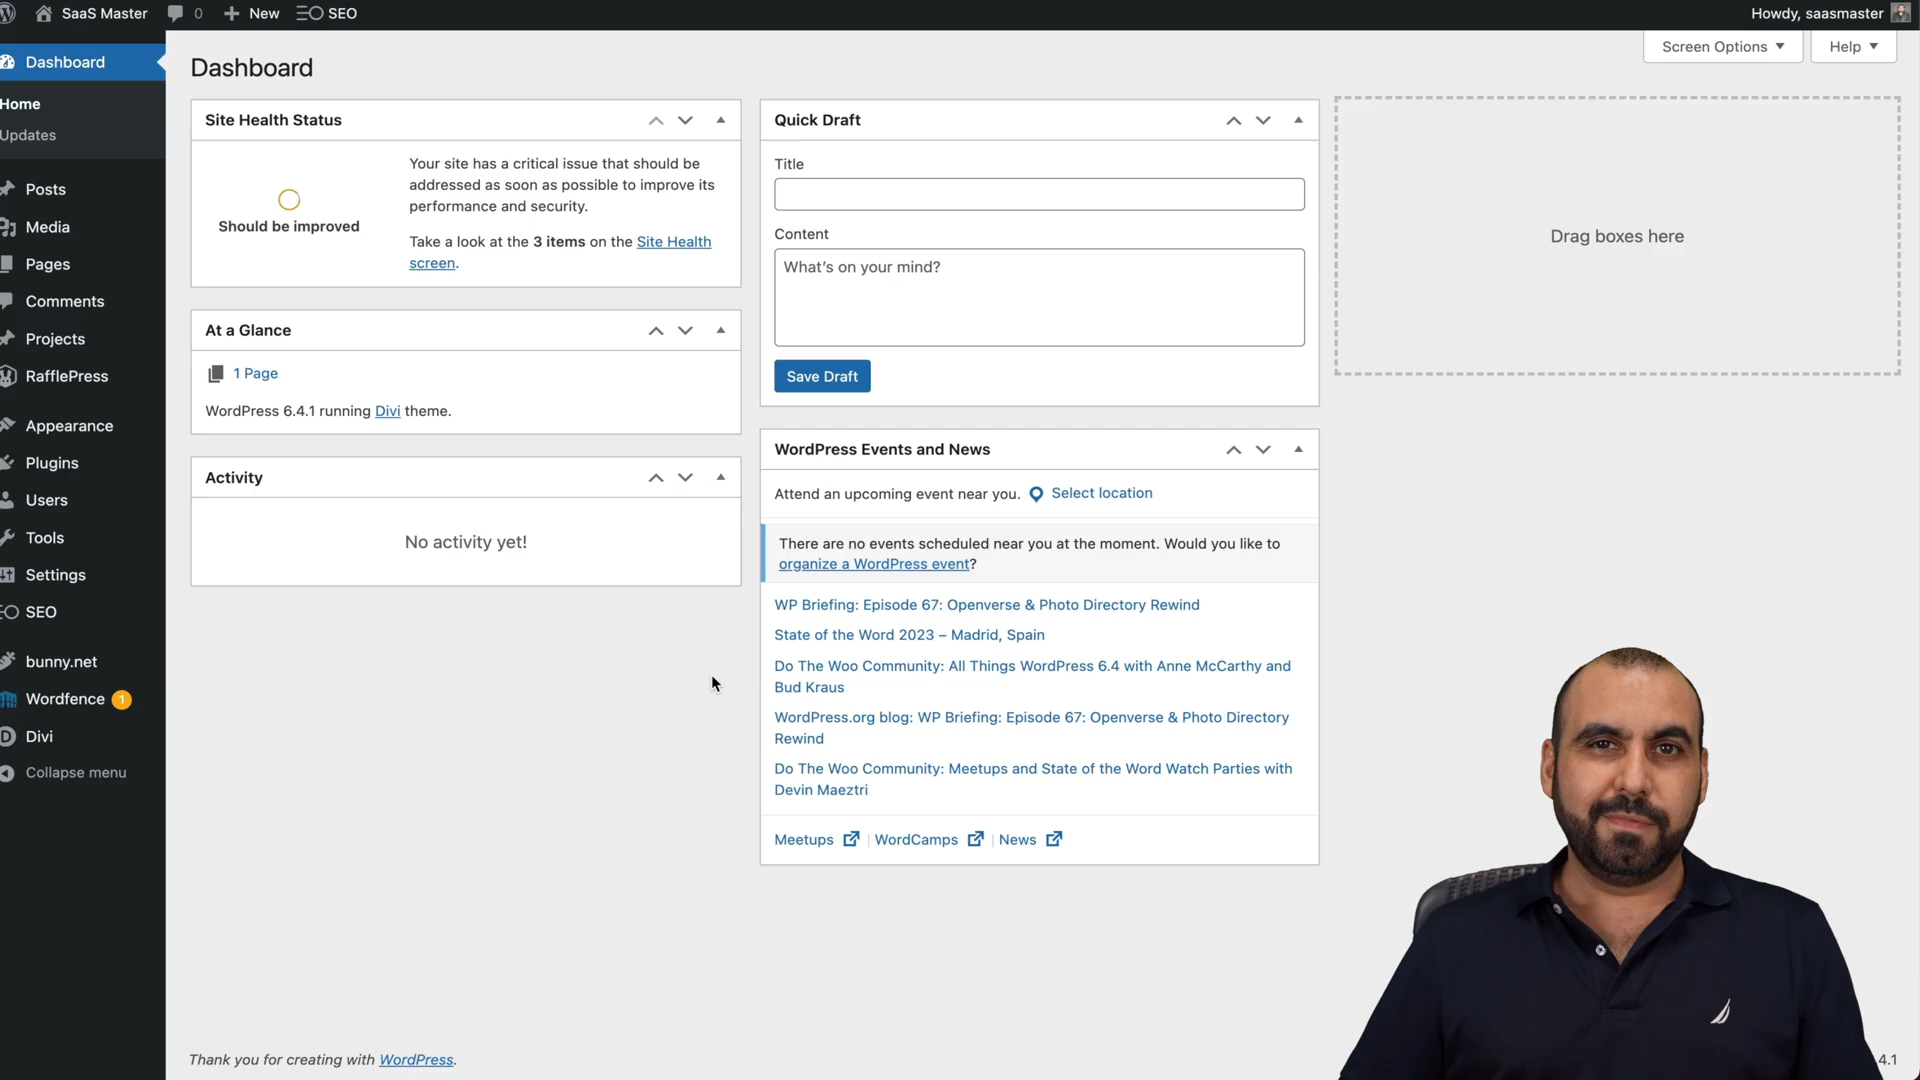 SaaS Master 0 New SEO Howdy, saasmaster
Screen Options Help
Dashboard
Home
Updates
Posts
Media
Pages
Comments
Projects
RafflePress
Appearance
Plugins
Users
Tools
Settings
SEO
bunny.net
Wordfence 1
Divi
Collapse menu
Dashboard
Site Health Status
Should be improved
Your site has a critical issue that should be
addressed as soon as possible to improve its
performance and security.
Take a look at the 3 items on the Site Health
screen.
At a Glance
1 Page
WordPress 6.4.1 running Divi theme.
Activity
No activity yet!
Quick Draft
Title
Content
What's on your mind?
Save Draft
WordPress Events and News
Attend an upcoming event near you. Select location
There are no events scheduled near you at the moment. Would you like to
organize a WordPress event?
WP Briefing: Episode 67: Openverse & Photo Directory Rewind
State of the Word 2023 – Madrid, Spain
Do The Woo Community: All Things WordPress 6.4 with Anne McCarthy and
Bud Kraus
WordPress.org blog: WP Briefing: Episode 67: Openverse & Photo Directory
Rewind
Do The Woo Community: Meetups and State of the Word Watch Parties with
Devin Maeztri
Meetups | WordCamps | News
Drag boxes here
Thank you for creating with WordPress.
4.1